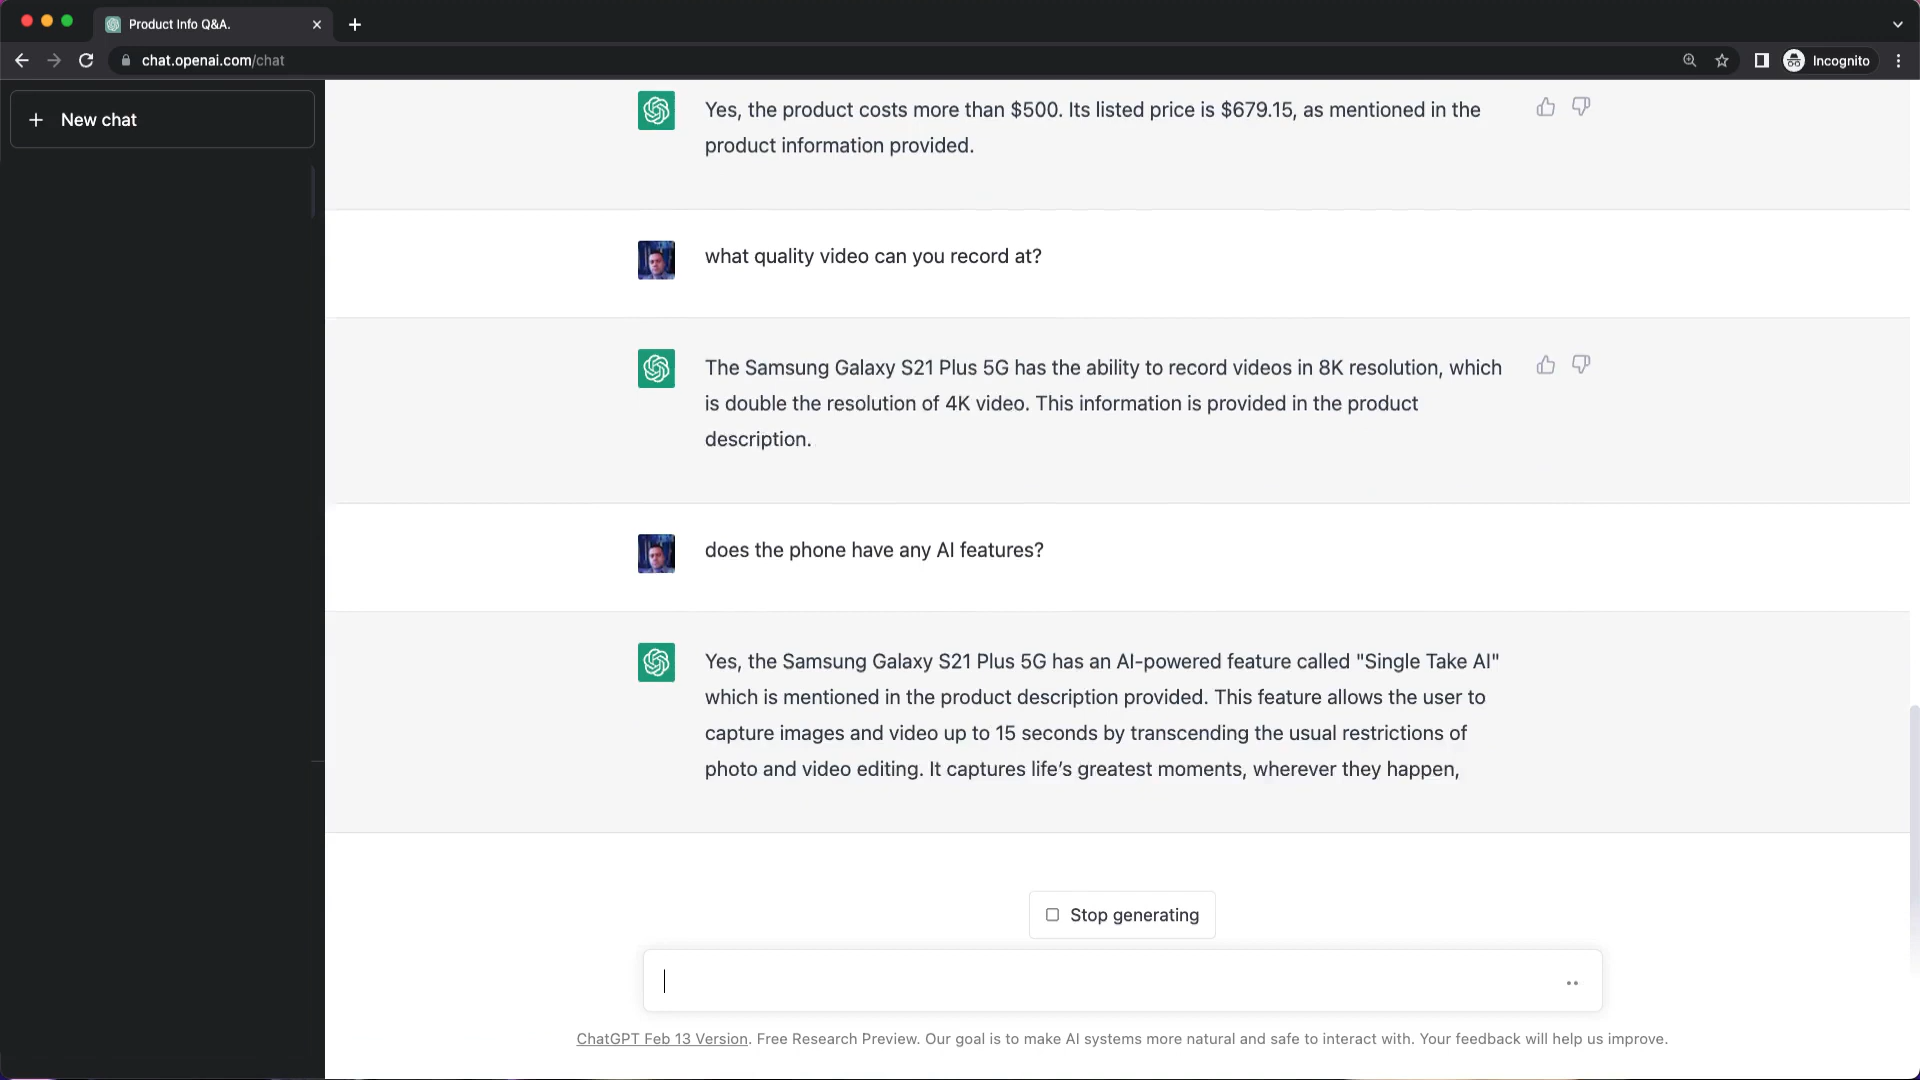 Product Info Q&A.
chat.openai.com/chat
Incognito
New chat
Yes, the product costs more than $500. Its listed price is $679.15, as mentioned in the
product information provided.
what quality video can you record at?
The Samsung Galaxy S21 Plus 5G has the ability to record videos in 8K resolution, which
is double the resolution of 4K video. This information is provided in the product
description.
does the phone have any AI features?
Yes, the Samsung Galaxy S21 Plus 5G has an AI-powered feature called "Single Take AI"
which is mentioned in the product description provided. This feature allows the user to
capture images and video up to 15 seconds by transcending the usual restrictions of
photo and video editing. It captures life’s greatest moments, wherever they happen,
Stop generating
ChatGPT Feb 13 Version. Free Research Preview. Our goal is to make AI systems more natural and safe to interact with. Your feedback will help us improve.